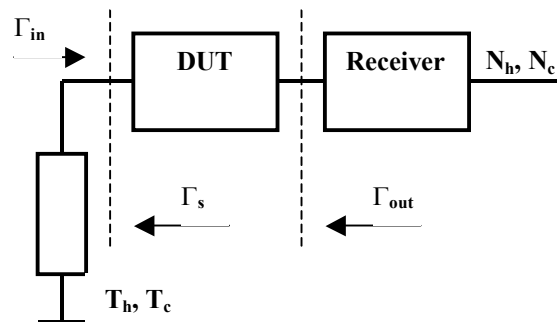 Γin
DUT
Receiver
Nh, Nc
Γs
Γout
Th, Tc